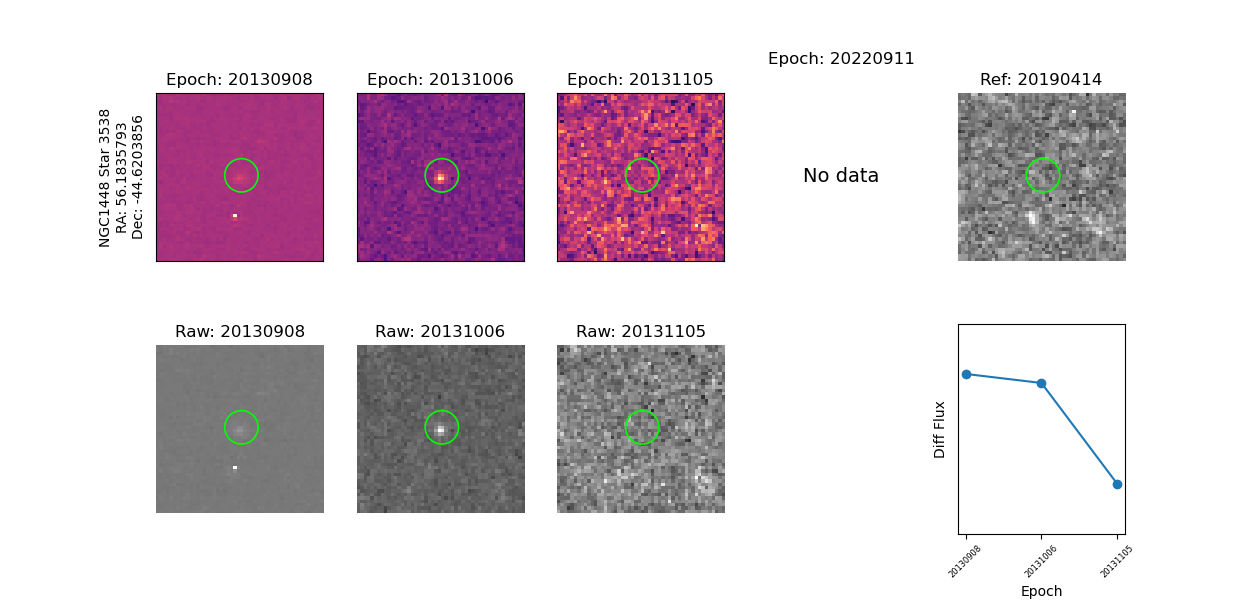 Epoch: 20130908
Epoch: 20131006
Epoch: 20131105
Epoch: 20220911
Ref: 20190414
NGC1448 Star 3538
RA: 56.1835793
Dec: -44.6203856
No data
Raw: 20130908
Raw: 20131006
Raw: 20131105
Diff Flux
20130908
20131006
20131105
Epoch